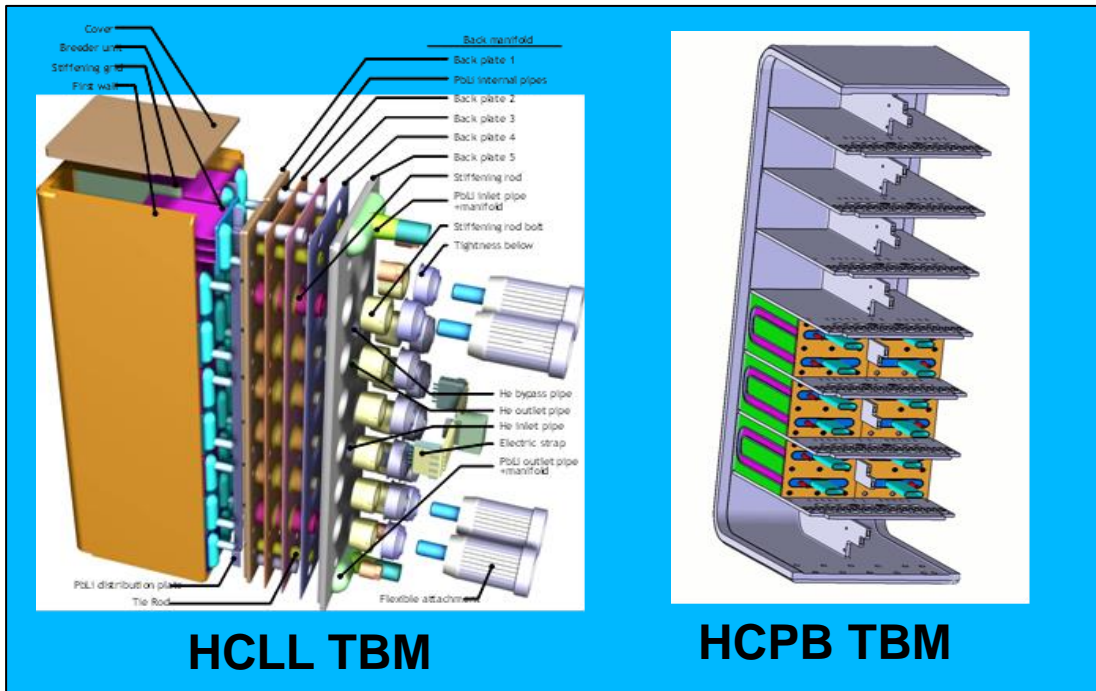 Cover
Breeder unit
Stiffening grid
First wall
Back manifold
Back plate 1
PbLi internal pipes
Back plate 2
Back plate 3
Back plate 4
Back plate 5
Stiffening rod
PbLi inlet pipe
+manifold
Stiffening rod bolt
Tightness below
He bypass pipe
He outlet pipe
He inlet pipe
Electric strap
PbLi outlet pipe
+manifold
PbLi distribution plate
Tie Rod
Flexible attachment
HCLL TBM
HCPB TBM